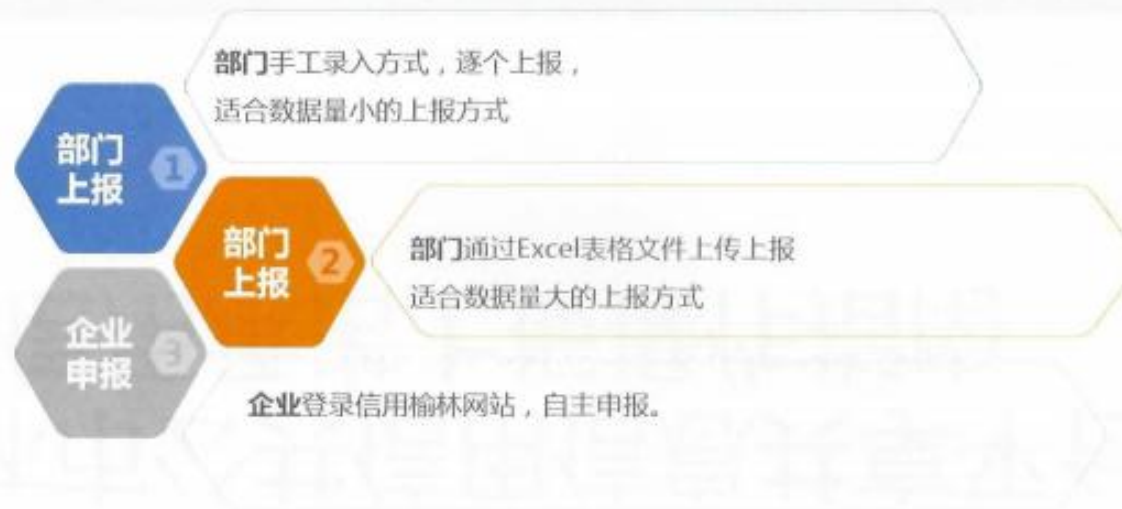 部门手工录入方式，逐个上报，
适合数据量小的上报方式
部门
上报
1
部门
上报
2
部门通过Excel表格文件上传上报
适合数据量大的上报方式
企业
申报
3
企业登录信用榆林网站，自主申报。